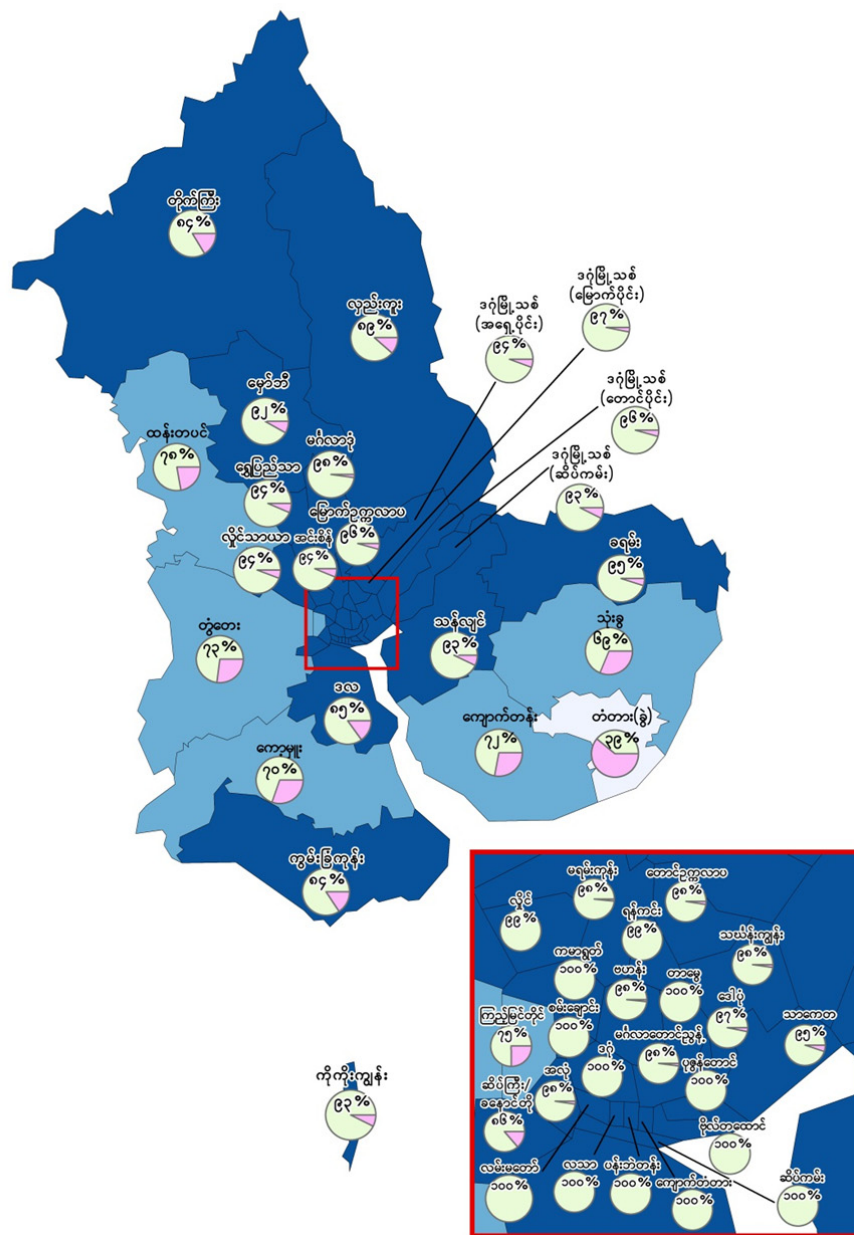 တိုက်ကြီး
၈၄%
လှည်းကူး
၈၉%
ဒဂုံမြို့သစ်
(အရှေ့ပိုင်း)
၉၄%
ဒဂုံမြို့သစ်
(မြောက်ပိုင်း)
၉၇%
ဒဂုံမြို့သစ်
(တောင်ပိုင်း)
၉၆%
ဒဂုံမြို့သစ်
(ဆိပ်ကမ်း)
၉၃%
မှော်ဘီ
၉၂%
ထန်းတပင်
၇၈%
မင်္ဂလာဒုံ
၉၈%
ရွှေပြည်သာ
၉၄%
မြောက်ဥက္ကလာပ
၉၆%
လှိုင်သာယာ
၉၄%
အင်းစိန်
၉၄%
ခရမ်း
၉၅%
တွံတေး
၇၃%
သန်လျင်
၉၃%
သုံးခွ
၆၉%
ဒလ
၈၅%
ကျောက်တန်း
၇၂%
တံတား(ခွဲ)
၃၉%
ကော့မှူး
၇၀%
ကွမ်းခြံကုန်း
၈၄%
ကိုကိုးကျွန်း
၉၃%
မရမ်းကုန်း
၉၈%
တောင်ဥက္ကလာပ
၉၈%
လှိုင်
၉၉%
ရန်ကင်း
၉၉%
သင်္ဃန်းကျွန်း
၉၈%
ကမာရွတ်
၁၀၀%
ဗဟန်း
၉၈%
တာမွေ
၁၀၀%
ဒေါပုံ
၉၇%
သာကေတ
၉၅%
ကြည့်မြင်တိုင်
၇၅%
စမ်းချောင်း
၁၀၀%
မင်္ဂလာတောင်ညွန့်
၉၈%
ဒဂုံ
၁၀၀%
ပုဇွန်တောင်
၁၀၀%
ဆိပ်ကြီး/
ခနောင်တို
၈၆%
အလုံ
၉၈%
ဗိုလ်တထောင်
၁၀၀%
လမ်းမတော်
၁၀၀%
လသာ
၁၀၀%
ပန်းဘဲတန်း
၁၀၀%
ကျောက်တံတား
၁၀၀%
ဆိပ်ကမ်း
၁၀၀%